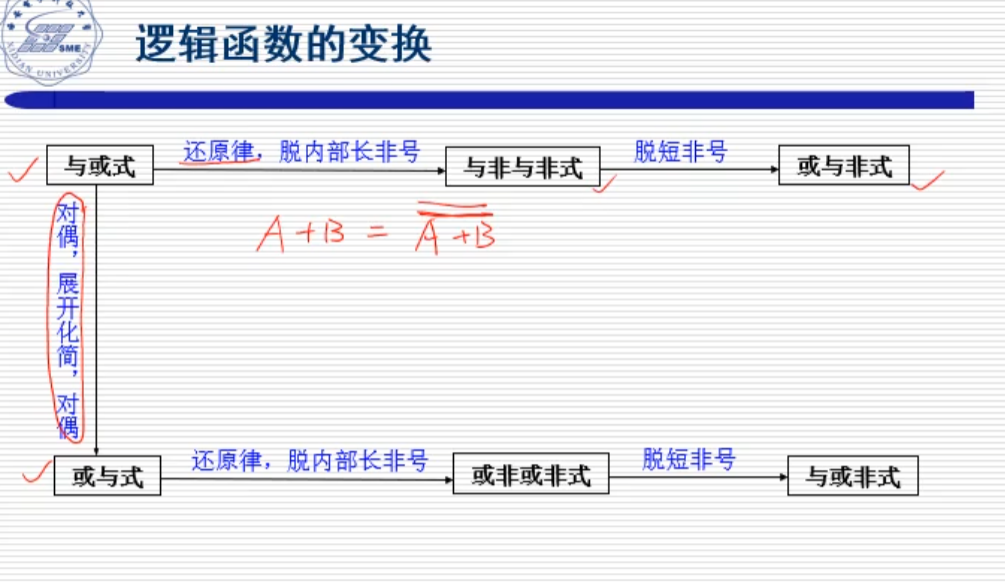 SME
XIDIAN UNIVERSITY
逻辑函数的变换
与或式
还原律，脱内部长非号
与非与非式
脱短非号
或与非式
A+B = A+B
对偶，展开化简，对偶
或与式
还原律，脱内部长非号
或非或非式
脱短非号
与或非式